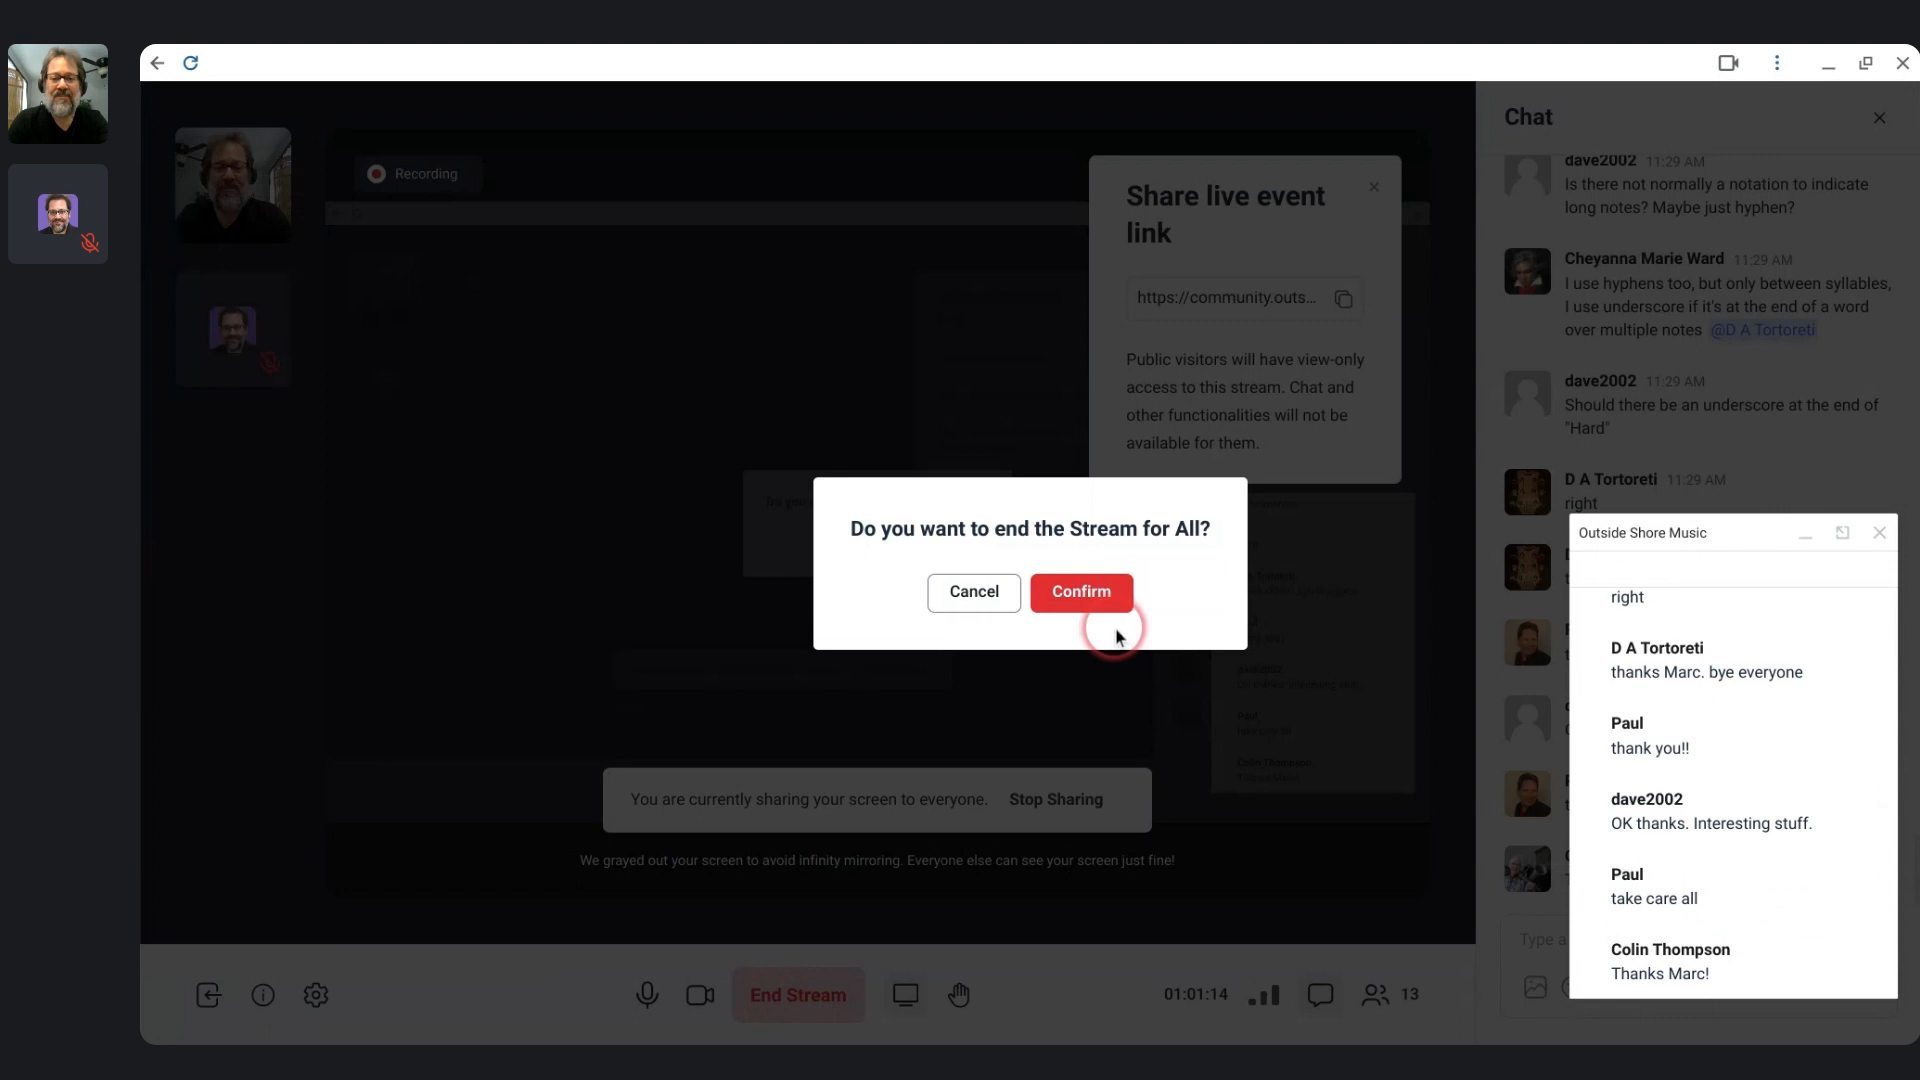 Recording
Share live event
link
https://community.outs...
Public visitors will have view-only
access to this stream. Chat and
other functionalities will not be
available for them.
Do you want to end the Stream for All?
Cancel
Confirm
You are currently sharing your screen to everyone. Stop Sharing
We grayed out your screen to avoid infinity mirroring. Everyone else can see your screen just fine!
End Stream
01:01:14
13
Chat
dave2002 11:29 AM
Is there not normally a notation to indicate
long notes? Maybe just hyphen?
Cheyanna Marie Ward 11:29 AM
I use hyphens too, but only between syllables,
I use underscore if it's at the end of a word
over multiple notes @D A Tortoreti
dave2002 11:29 AM
Should there be an underscore at the end of
"Hard"
D A Tortoreti 11:29 AM
right
Type a
Outside Shore Music
right
D A Tortoreti
thanks Marc. bye everyone
Paul
thank you!!
dave2002
OK thanks. Interesting stuff.
Paul
take care all
Colin Thompson
Thanks Marc!